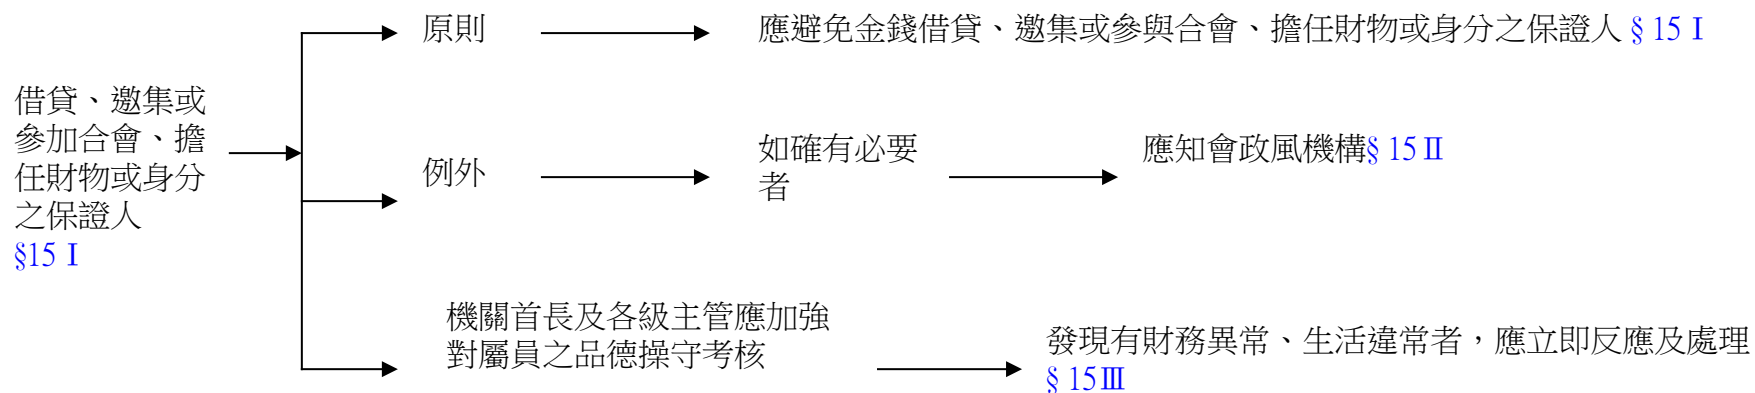 借貸、邀集或
參加合會、擔
任財物或身分
之保證人
§15 I
原則
應避免金錢借貸、邀集或參與合會、擔任財物或身分之保證人 § 15 I
例外
如確有必要
者
應知會政風機構§ 15 Ⅱ
機關首長及各級主管應加強
對屬員之品德操守考核
發現有財務異常、生活違常者，應立即反應及處理
§ 15Ⅲ